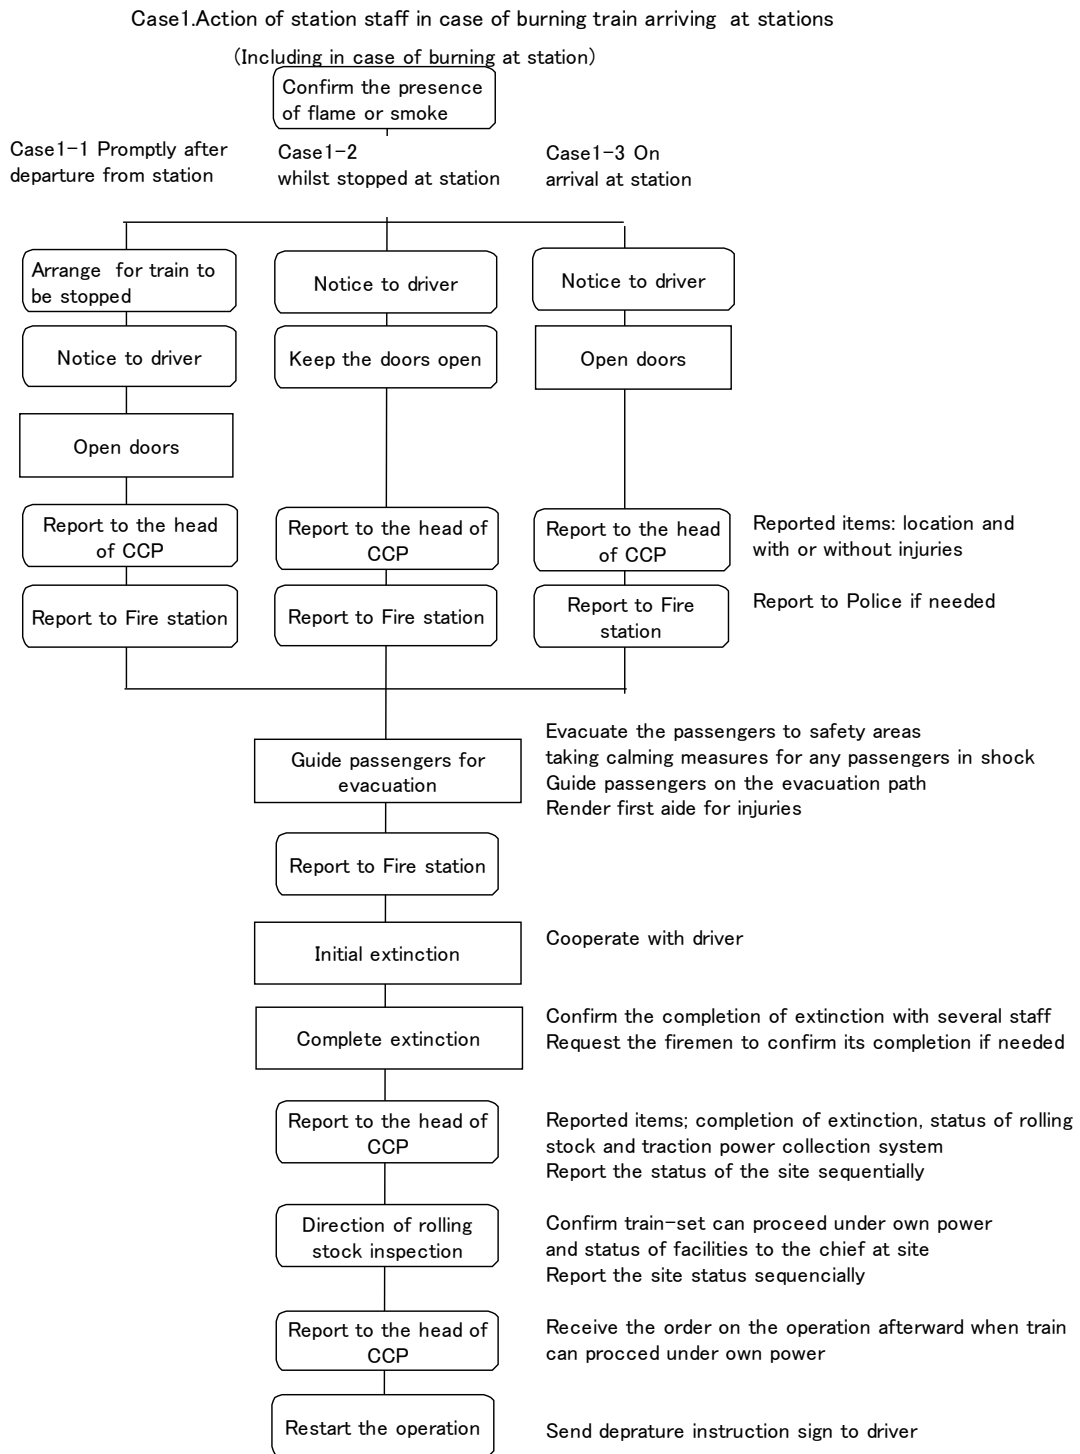 Case1.Action of station staff in case of burning train arriving at stations
(Including in case of burning at station)
Confirm the presence
of flame or smoke
Case1-1 Promptly after
departure from station
Case1-2
whilst stopped at station
Case1-3 On
arrival at station
Arrange for train to
be stopped
Notice to driver
Notice to driver
Notice to driver
Keep the doors open
Open doors
Open doors
Report to the head
of CCP
Report to the head of
CCP
Report to the head
of CCP
Reported items: location and
with or without injuries
Report to Fire station
Report to Fire station
Report to Fire
station
Report to Police if needed
Guide passengers for
evacuation
Evacuate the passengers to safety areas
taking calming measures for any passengers in shock
Guide passengers on the evacuation path
Render first aide for injuries
Report to Fire station
Initial extinction
Cooperate with driver
Complete extinction
Confirm the completion of extinction with several staff
Request the firemen to confirm its completion if needed
Report to the head of
CCP
Reported items; completion of extinction, status of rolling
stock and traction power collection system
Report the status of the site sequentially
Direction of rolling
stock inspection
Confirm train-set can proceed under own power
and status of facilities to the chief at site
Report the site status sequencially
Report to the head of
CCP
Receive the order on the operation afterward when train
can procced under own power
Restart the operation
Send deprature instruction sign to driver